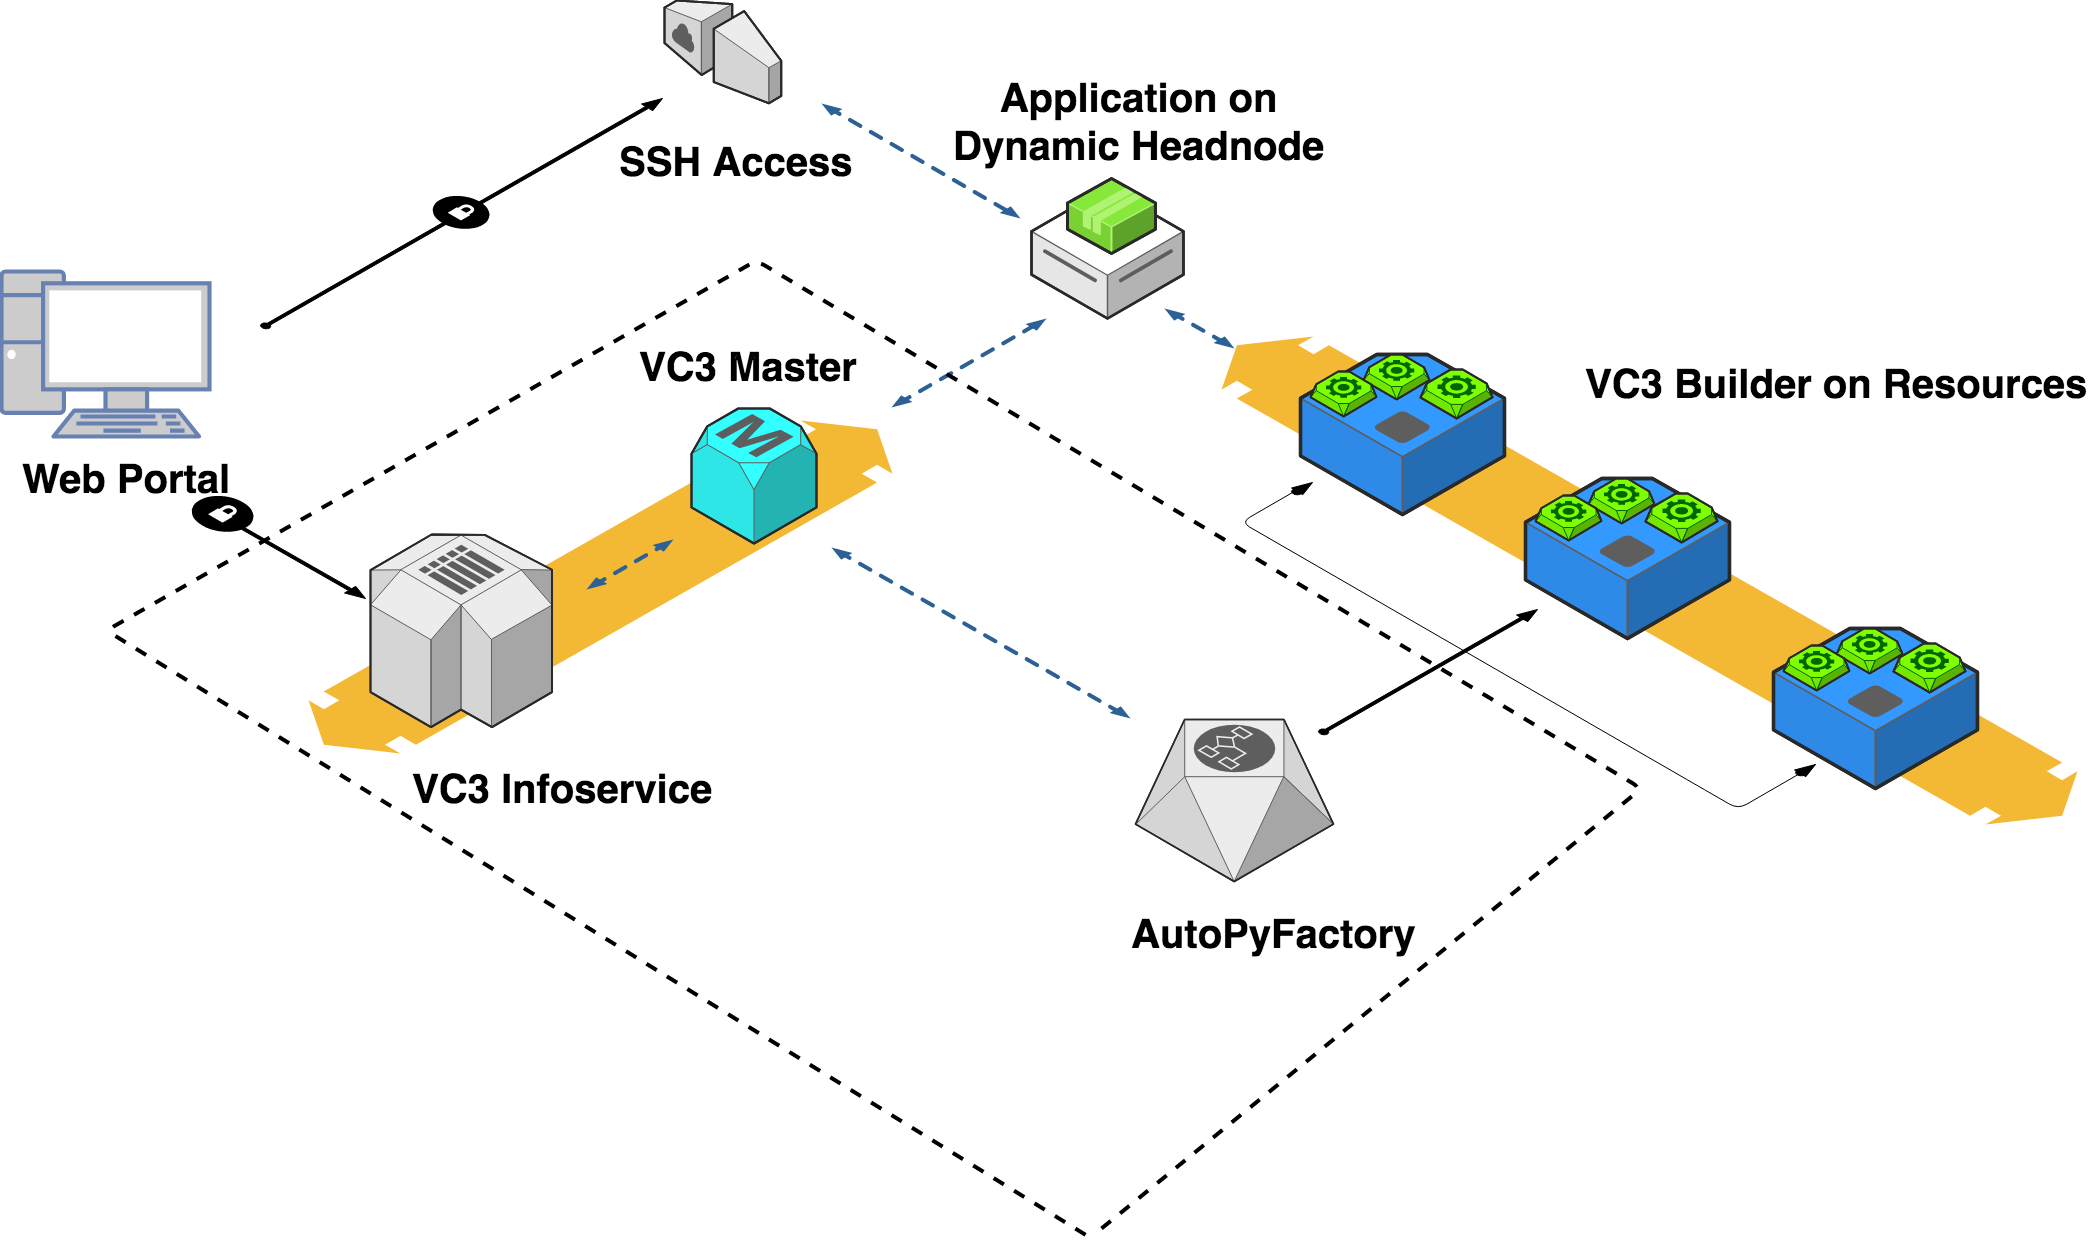 Application on
Dynamic Headnode
SSH Access
VC3 Master
M
VC3 Builder on Resources
Web Portal
VC3 Infoservice
AutoPyFactory